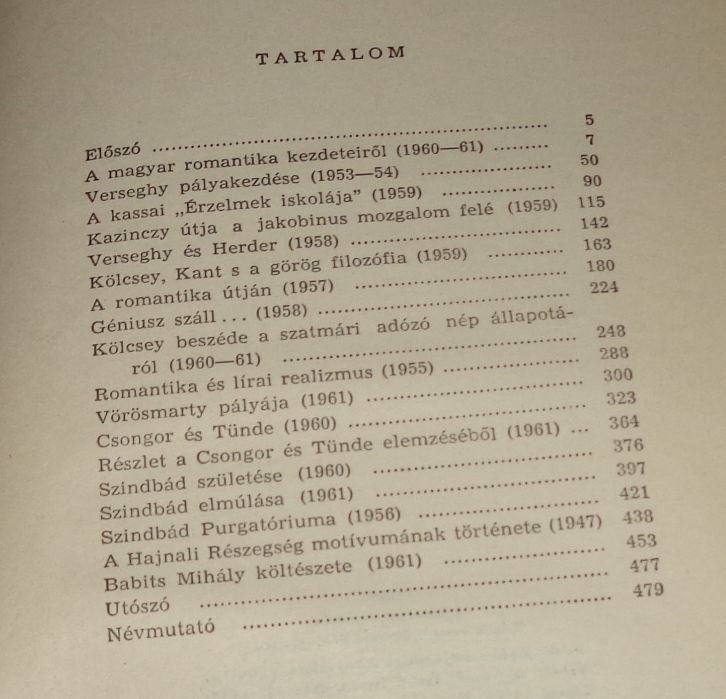 TARTALOM
Előszó ........ 5
A magyar romantika kezdeteiről (1960—61) ........ 7
Verseghy pályakezdése (1953—54) ........ 50
A kassai „Érzelmek iskolája” (1959) ........ 90
Kazinczy útja a jakobinus mozgalom felé (1959) 115
Verseghy és Herder (1958) ........ 142
Kölcsey, Kant s a görög filozófia (1959) ........ 163
A romantika útján (1957) ........ 180
Géniusz száll . . . (1958) ........ 224
Kölcsey beszéde a szatmári adózó nép állapotá-
ról (1960—61) ........ 248
Romantika és lírai realizmus (1955) ........ 288
Vörösmarty pályája (1961) ........ 300
Csongor és Tünde (1960) ........ 323
Részlet a Csongor és Tünde elemzéséből (1961) ... 364
Szindbád születése (1960) ........ 376
Szindbád elmúlása (1961) ........ 397
Szindbád Purgatóriuma (1956) ........ 421
A Hajnali Részegség motívumának története (1947) 438
Babits Mihály költészete (1961) ........ 453
Utószó ........ 477
Névmutató ........ 479